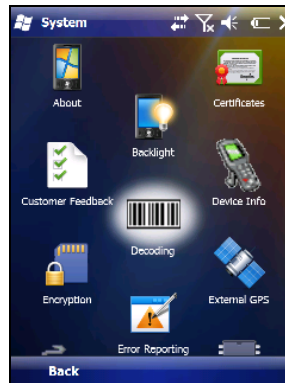 System
About
Certificates
Backlight
Customer Feedback
Device Info
Decoding
Encryption
External GPS
Error Reporting
Back